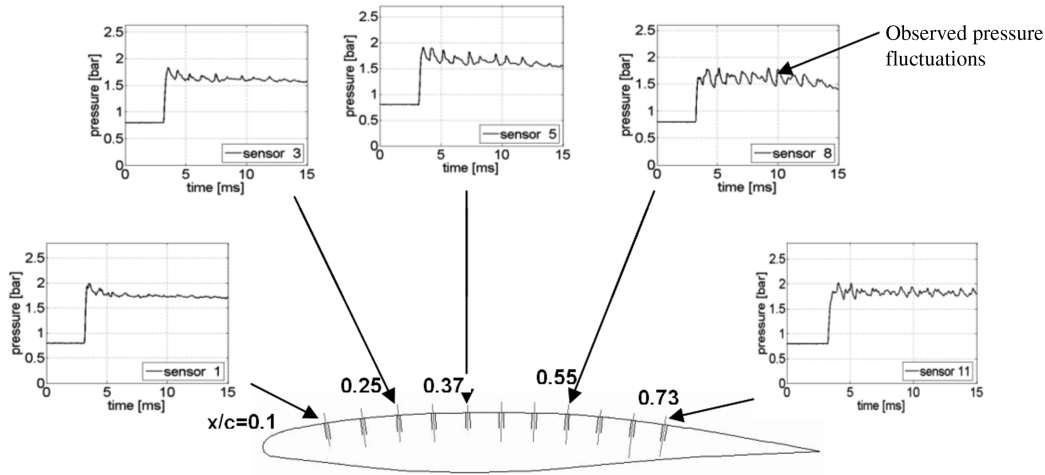 2.5
2
1.5
1
0.5
0
pressure [bar]
sensor 3
0 5 10 15
time [ms]
2.5
2
1.5
1
0.5
0
pressure [bar]
sensor 5
0 5 10 15
time [ms]
2.5
2
1.5
1
0.5
0
pressure [bar]
sensor 8
0 5 10 15
time [ms]
Observed pressure
fluctuations
2.5
2
1.5
1
0.5
0
pressure [bar]
sensor 1
0 5 10 15
time [ms]
2.5
2
1.5
1
0.5
0
pressure [bar]
sensor 11
0 5 10 15
time [ms]
x/c=0.1
0.25
0.37
0.55
0.73